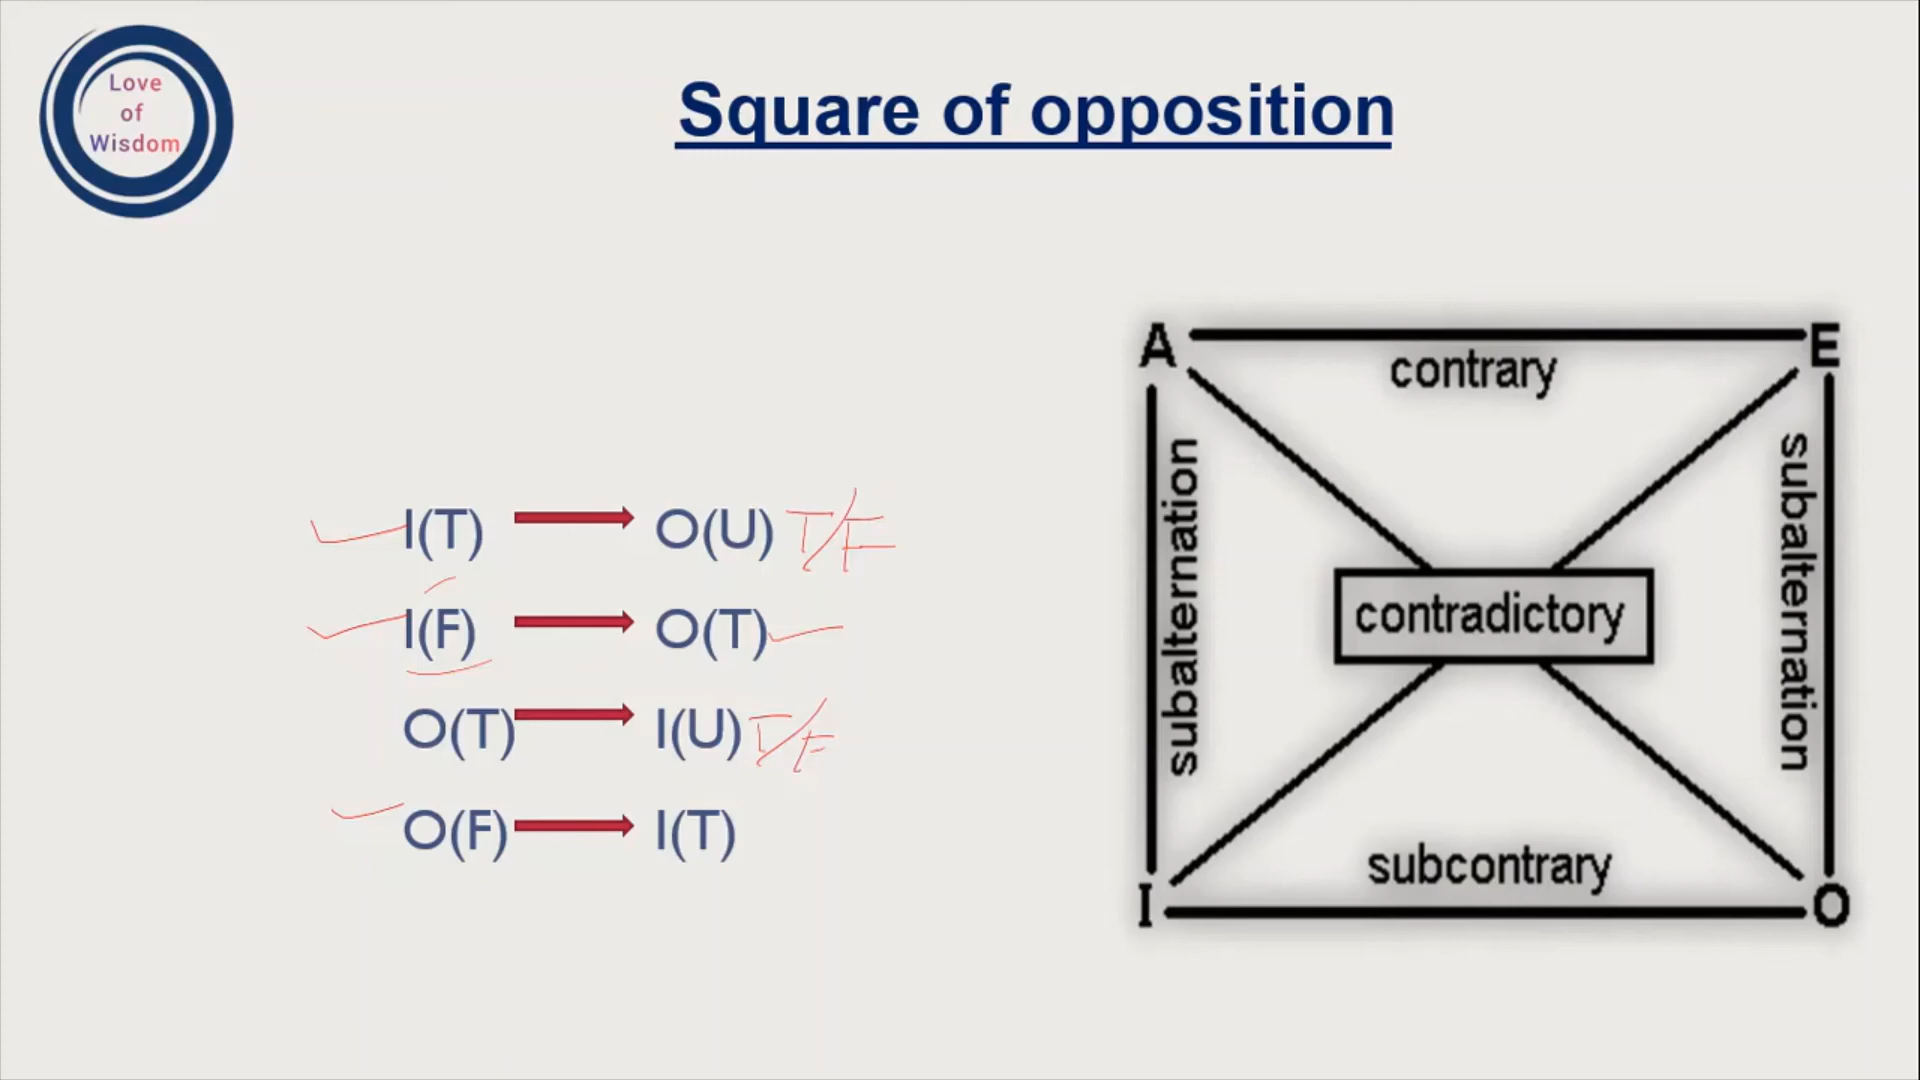 Love
of
Wisdom
Square of opposition
I(T) → O(U) T/F
I(F) → O(T)
O(T) → I(U) T/F
O(F) → I(T)
A E
contrary
subalternation
subalternation
contradictory
subcontrary
I O